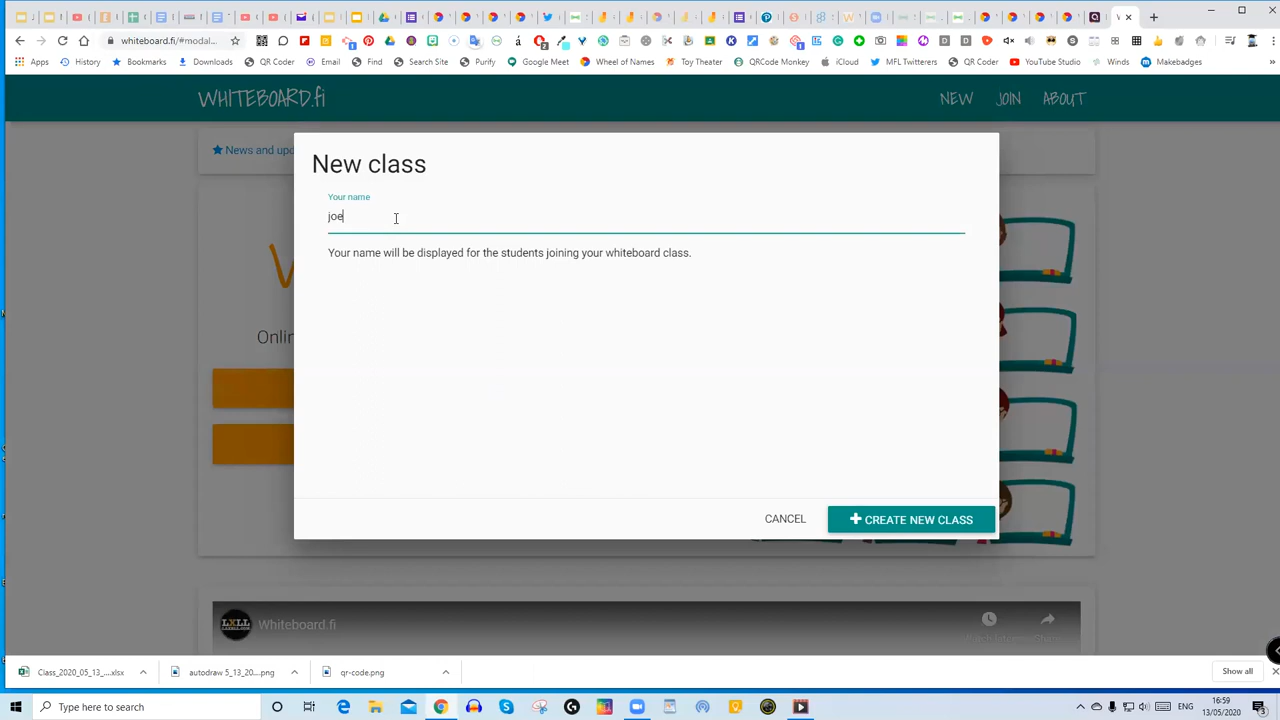 whiteboard.fi/#modal...
Apps History Bookmarks Downloads QR Coder Email Find Search Site Purify Google Meet Wheel of Names Toy Theater QRCode Monkey iCloud MFL Twitterers QR Coder YouTube Studio Winds Makebadges »
WHITEBOARD.fi NEW JOIN ABOUT
News and upd
New class
Your name
joe
Your name will be displayed for the students joining your whiteboard class.
W
Onlin
CANCEL + CREATE NEW CLASS
LXLL Whiteboard.fi
Class_2020_05_13_....xlsx autodraw 5_13_20....png qr-code.png Show all
Type here to search ENG 16:59
13/05/2020 3